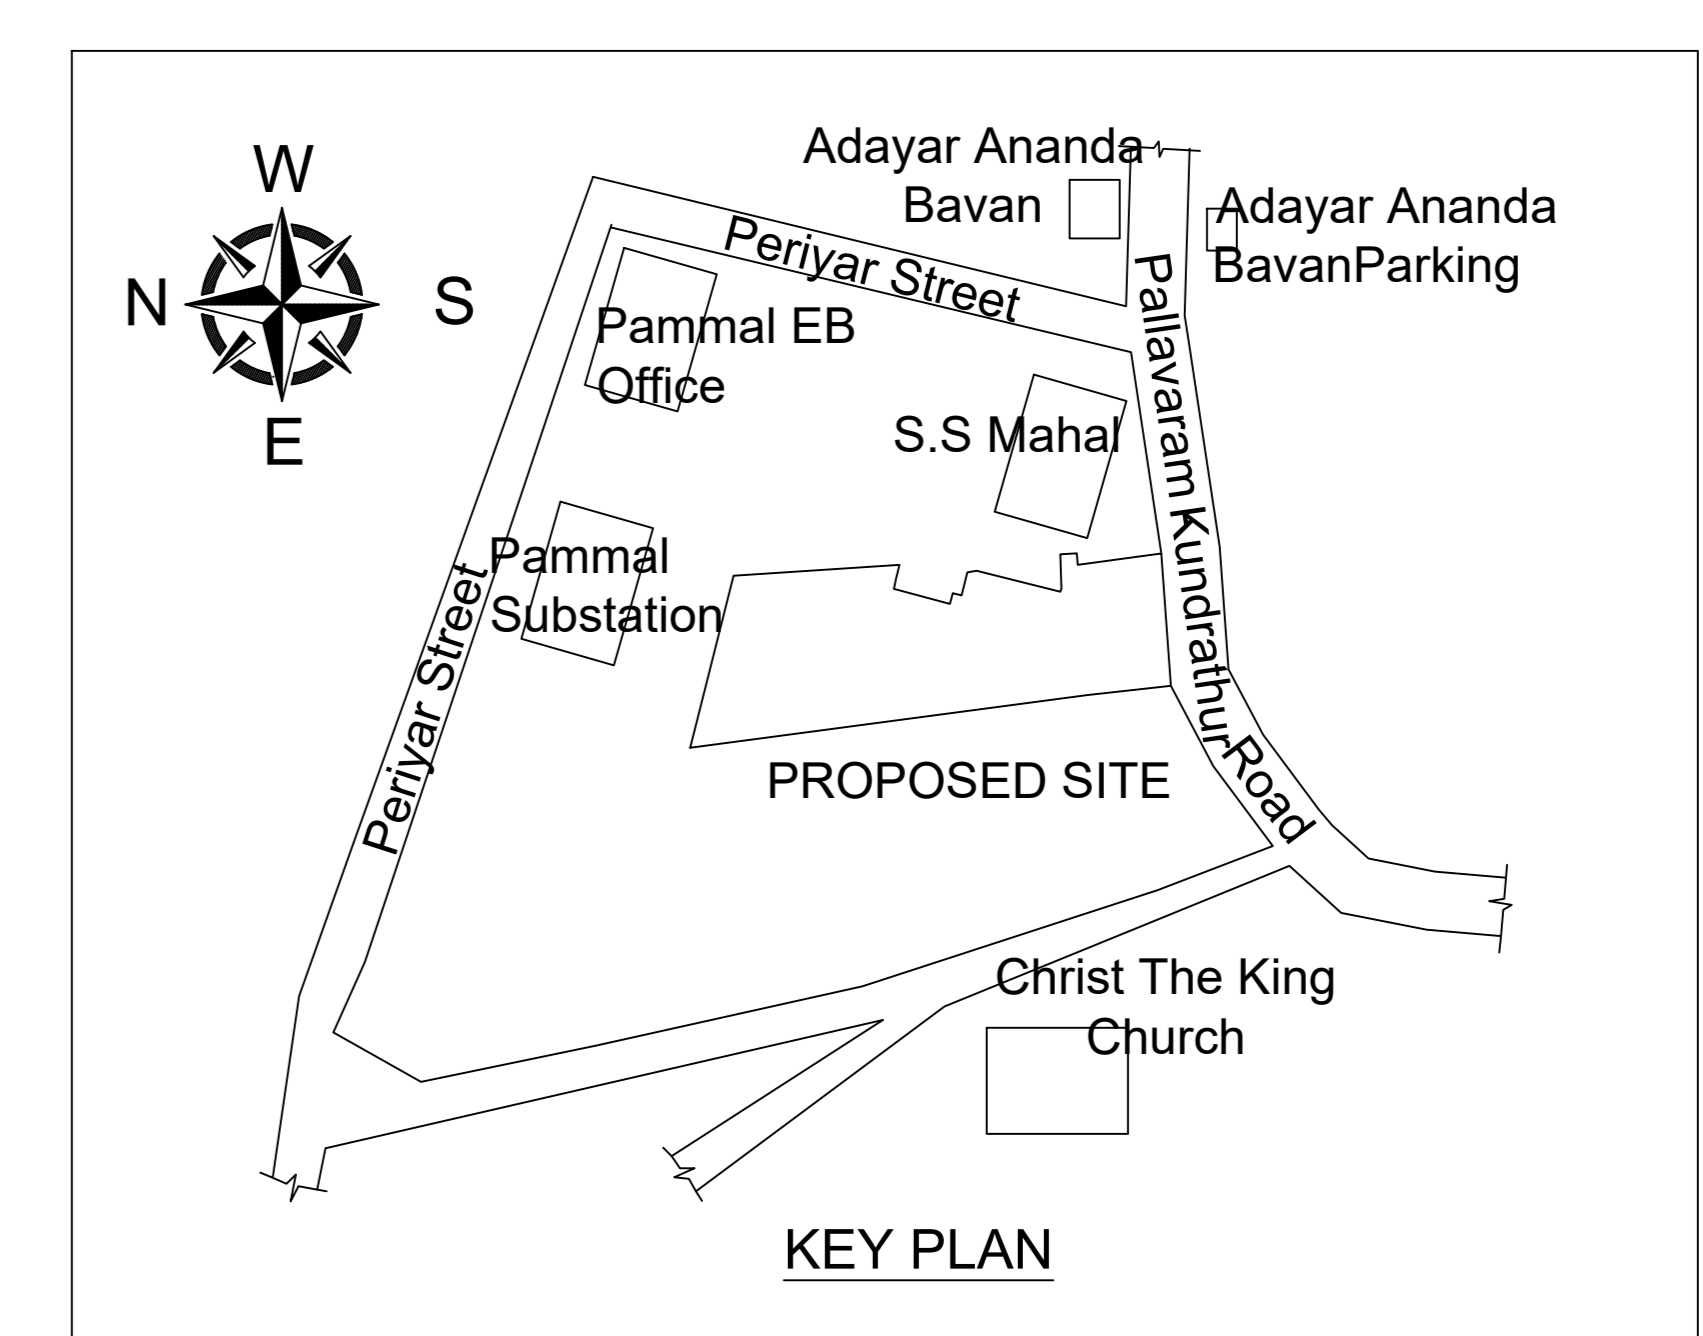 W
N
S
E
Adayar Ananda
Bavan
Adayar Ananda
BavanParking
Periyar Street
Pammal EB
Office
S.S Mahal
Pallavaram Kundrathur Road
Pammal
Substation
Periyar Street
PROPOSED SITE
Christ The King
Church
KEY PLAN